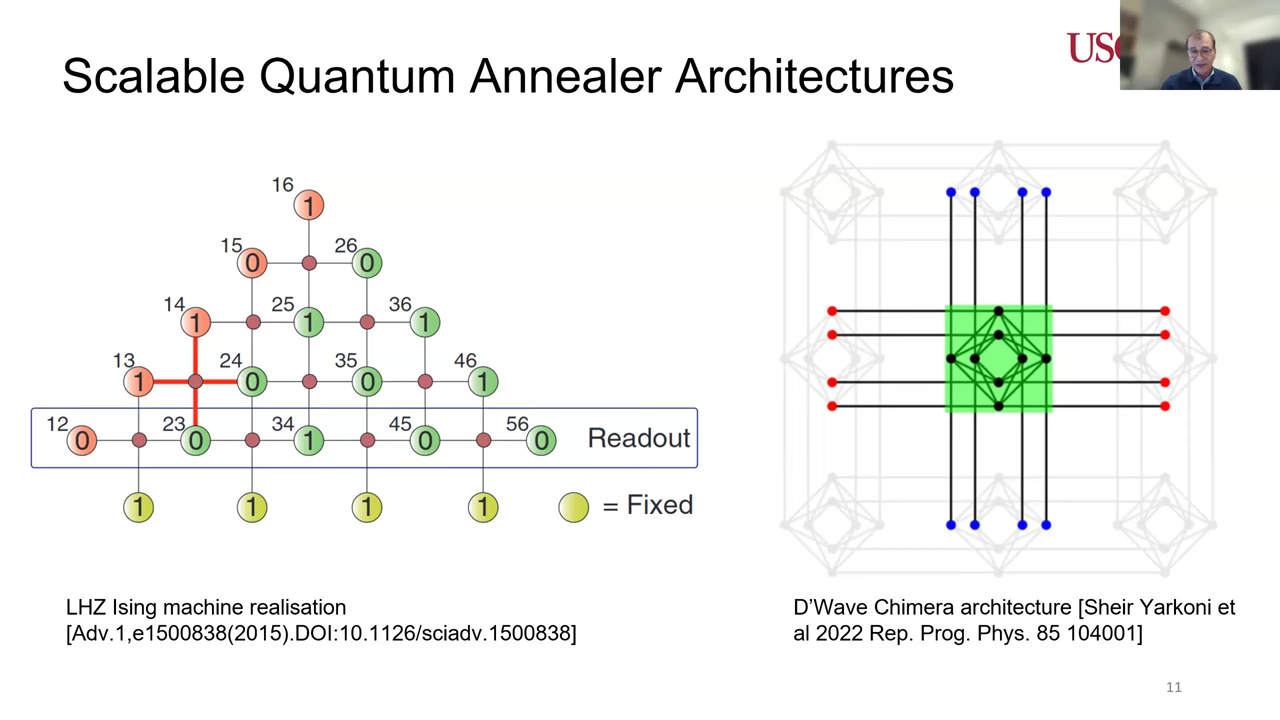 USC
Scalable Quantum Annealer Architectures
16
1
15 26
0 0
14 25 36
1 1 1
13 24 35 46
1 0 0 1
12 23 34 45 56
0 0 1 0 0 Readout
1 1 1 1 = Fixed
LHZ Ising machine realisation
[Adv.1,e1500838(2015).DOI:10.1126/sciadv.1500838]
D'Wave Chimera architecture [Sheir Yarkoni et
al 2022 Rep. Prog. Phys. 85 104001]
11